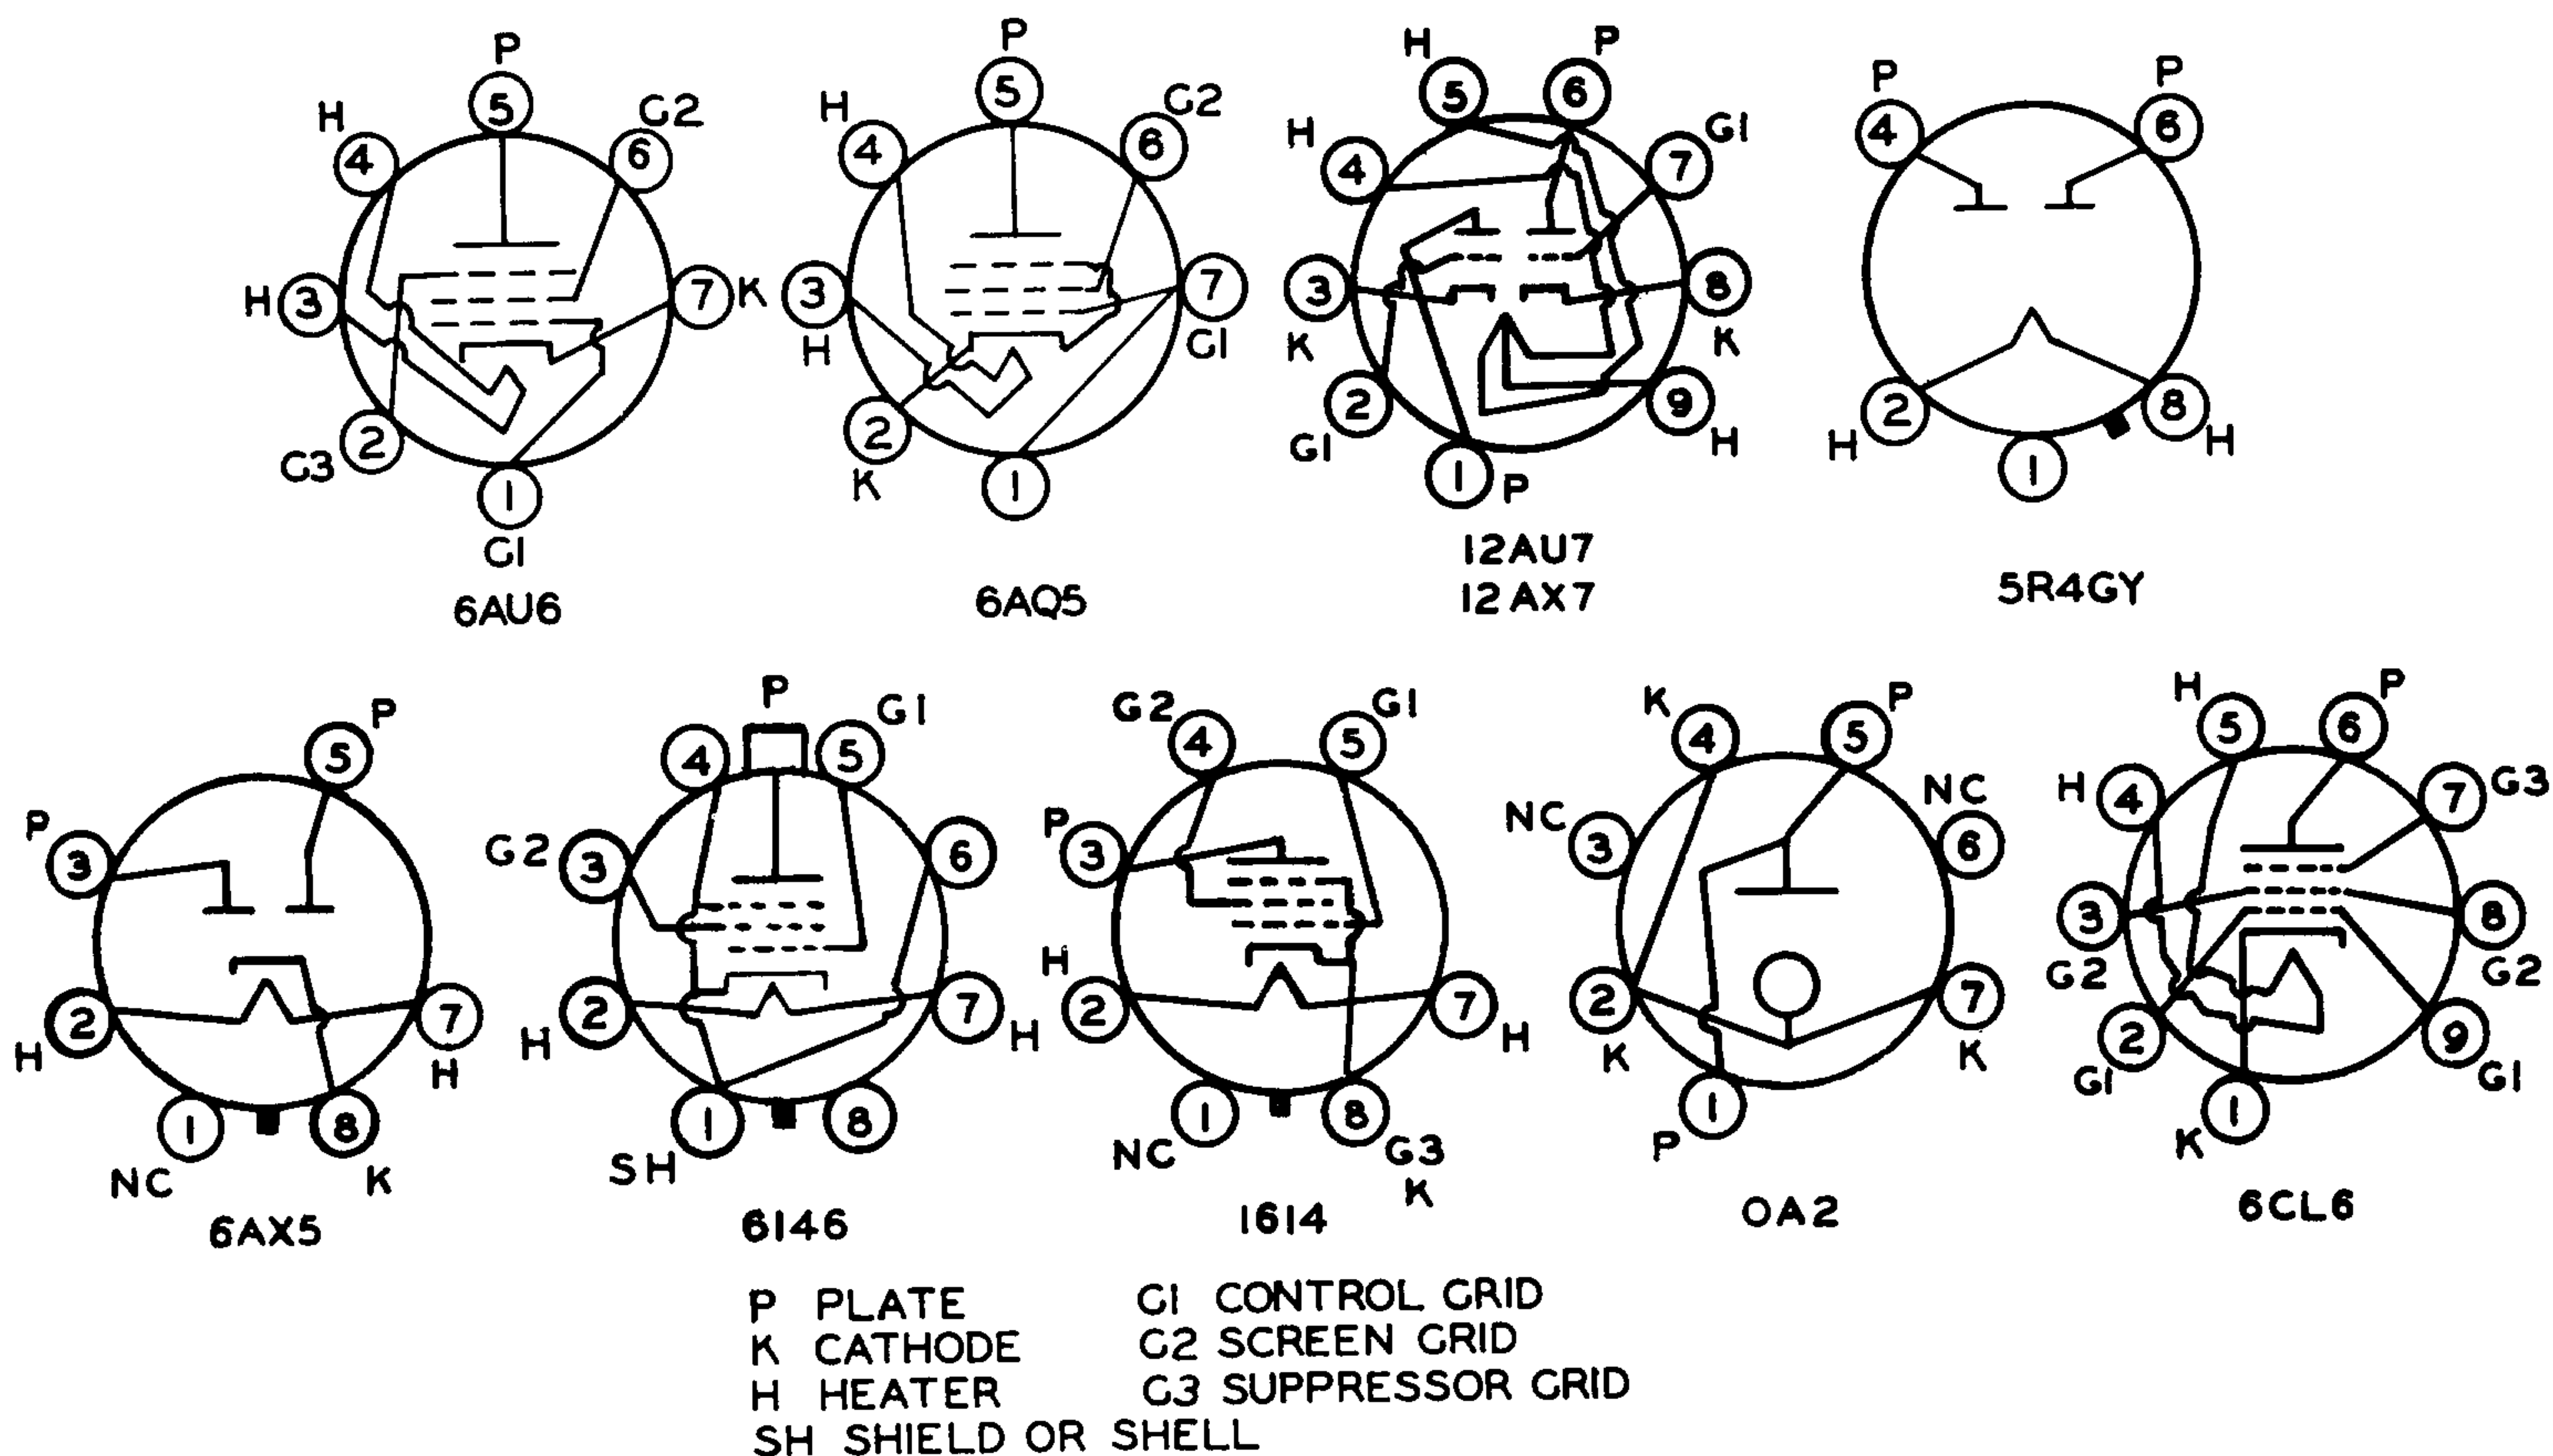 P
H 5 G2
4 6
H 3 7 K
2
G3 1
G1
6AU6
P
H 5 G2
4 6
3 7
H G1
2
K 1
6AQ5
H P
5 6 G1
H 4 7
3 8
K K
2 9
G1 H
1 P
12AU7
12AX7
P P
4 6
2 8
H H
1
5R4GY
P
5
P
3
2 7
H H
1 8
NC K
6AX5
P G1
4 5
G2 3 6
2 7
H H
1 8
SH
6146
G2 G1
4 5
P
3
H
2 7
H
1 8
NC G3
K
1614
K P
4 5
NC NC
3 6
2 7
K K
1
P
OA2
H P
5 6
H 4 7 G3
3 8
G2 G2
2 9
G1 G1
1
K
6CL6
P PLATE
K CATHODE
H HEATER
SH SHIELD OR SHELL
G1 CONTROL GRID
G2 SCREEN GRID
G3 SUPPRESSOR GRID